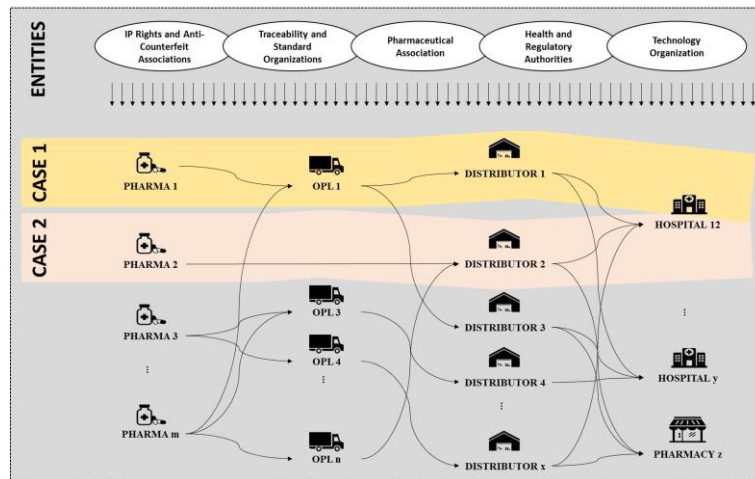 ENTITIES
IP Rights and Anti-
Counterfeit
Associations
Traceability and
Standard
Organizations
Pharmaceutical
Association
Health and
Regulatory
Authorities
Technology
Organization
CASE 1
PHARMA 1
OPL 1
DISTRIBUTOR 1
HOSPITAL 12
CASE 2
PHARMA 2
DISTRIBUTOR 2
PHARMA 3
OPL 3
DISTRIBUTOR 3
...
OPL 4
DISTRIBUTOR 4
HOSPITAL y
...
...
...
PHARMA m
OPL n
DISTRIBUTOR x
PHARMACY z